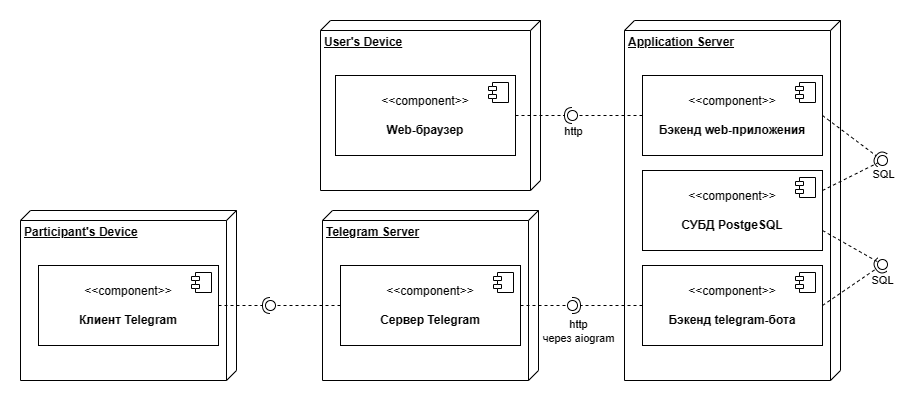 User's Device
<<component>>
Web-браузер
http
Application Server
<<component>>
Бэкенд web-приложения
SQL
<<component>>
СУБД PostgeSQL
SQL
<<component>>
Бэкенд telegram-бота
Participant's Device
<<component>>
Клиент Telegram
Telegram Server
<<component>>
Сервер Telegram
http
через aiogram